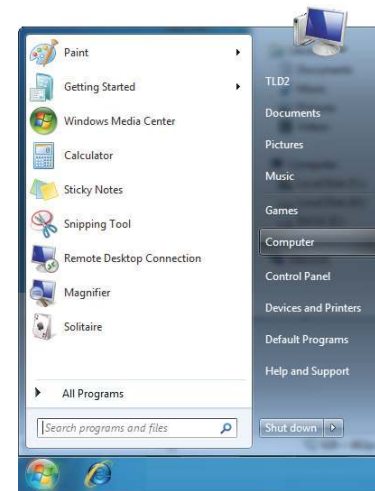 Paint
Getting Started
Windows Media Center
Calculator
Sticky Notes
Snipping Tool
Remote Desktop Connection
Magnifier
Solitaire
All Programs
Search programs and files
TLD2
Documents
Pictures
Music
Games
Computer
Control Panel
Devices and Printers
Default Programs
Help and Support
Shut down